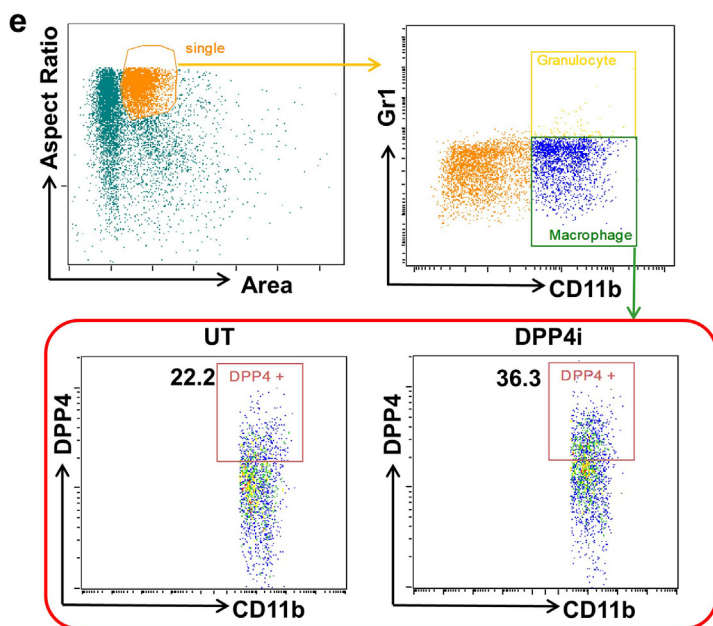 e
single
Aspect Ratio
Area
Granulocyte
Gr1
Macrophage
CD11b
UT
22.2
DPP4 +
DPP4
CD11b
DPP4i
36.3
DPP4 +
DPP4
CD11b